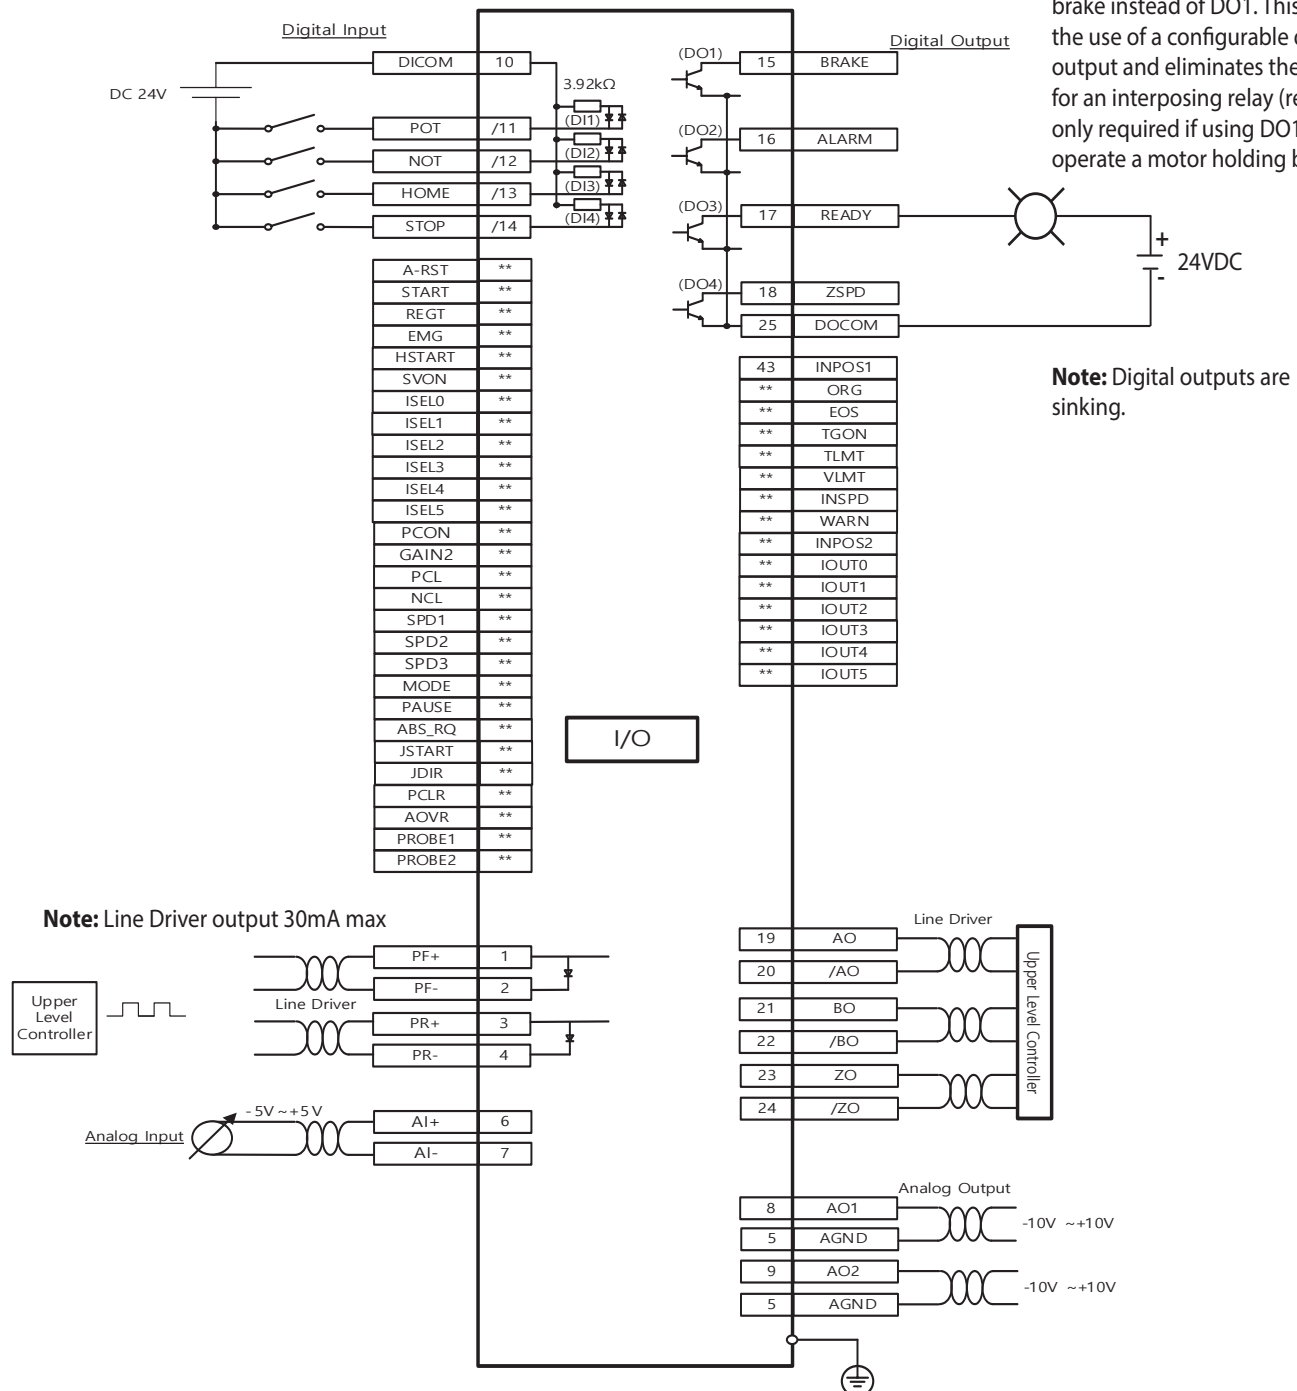 brake instead of DO1. This
the use of a configurable
output and eliminates the
for an interposing relay (re
only required if using DO1
operate a motor holding b
Digital Input
DC 24V
DICOM 10
3.92kΩ
POT /11 (DI1)
NOT /12 (DI2)
HOME /13 (DI3)
STOP /14 (DI4)
A-RST **
START **
REGT **
EMG **
HSTART **
SVON **
ISEL0 **
ISEL1 **
ISEL2 **
ISEL3 **
ISEL4 **
ISEL5 **
PCON **
GAIN2 **
PCL **
NCL **
SPD1 **
SPD2 **
SPD3 **
MODE **
PAUSE **
ABS_RQ **
JSTART **
JDIR **
PCLR **
AOVR **
PROBE1 **
PROBE2 **
Digital Output
(DO1) 15 BRAKE
(DO2) 16 ALARM
(DO3) 17 READY
(DO4) 18 ZSPD
25 DOCOM
+
24VDC
-
Note: Digital outputs are
sinking.
43 INPOS1
** ORG
** EOS
** TGON
** TLMT
** VLMT
** INSPD
** WARN
** INPOS2
** IOUT0
** IOUT1
** IOUT2
** IOUT3
** IOUT4
** IOUT5
I/O
Note: Line Driver output 30mA max
Upper
Level
Controller
PF+ 1
PF- 2
Line Driver
PR+ 3
PR- 4
Analog Input
-5V~+5V
AI+ 6
AI- 7
Line Driver
19 AO
20 /AO
21 BO
22 /BO
23 ZO
24 /ZO
Upper Level Controller
Analog Output
8 AO1
5 AGND
-10V ~+10V
9 AO2
5 AGND
-10V ~+10V